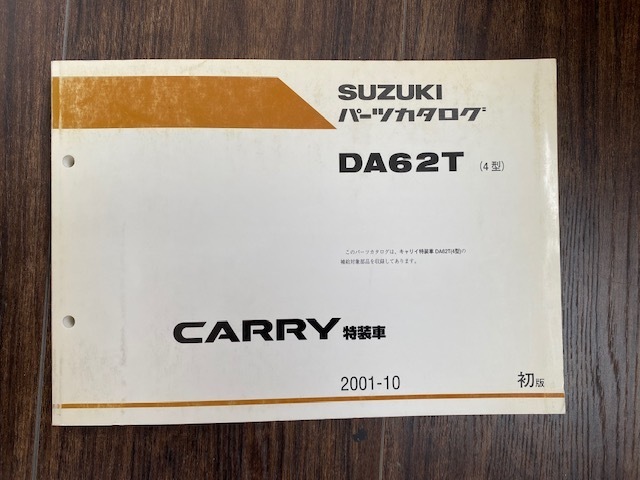 SUZUKI
パーツカタログ
DA62T (4型)
このパーツカタログは、キャリイ特装車 DA62T(4型)の
補給対象部品を収録してあります。
CARRY 特装車
2001-10
初版